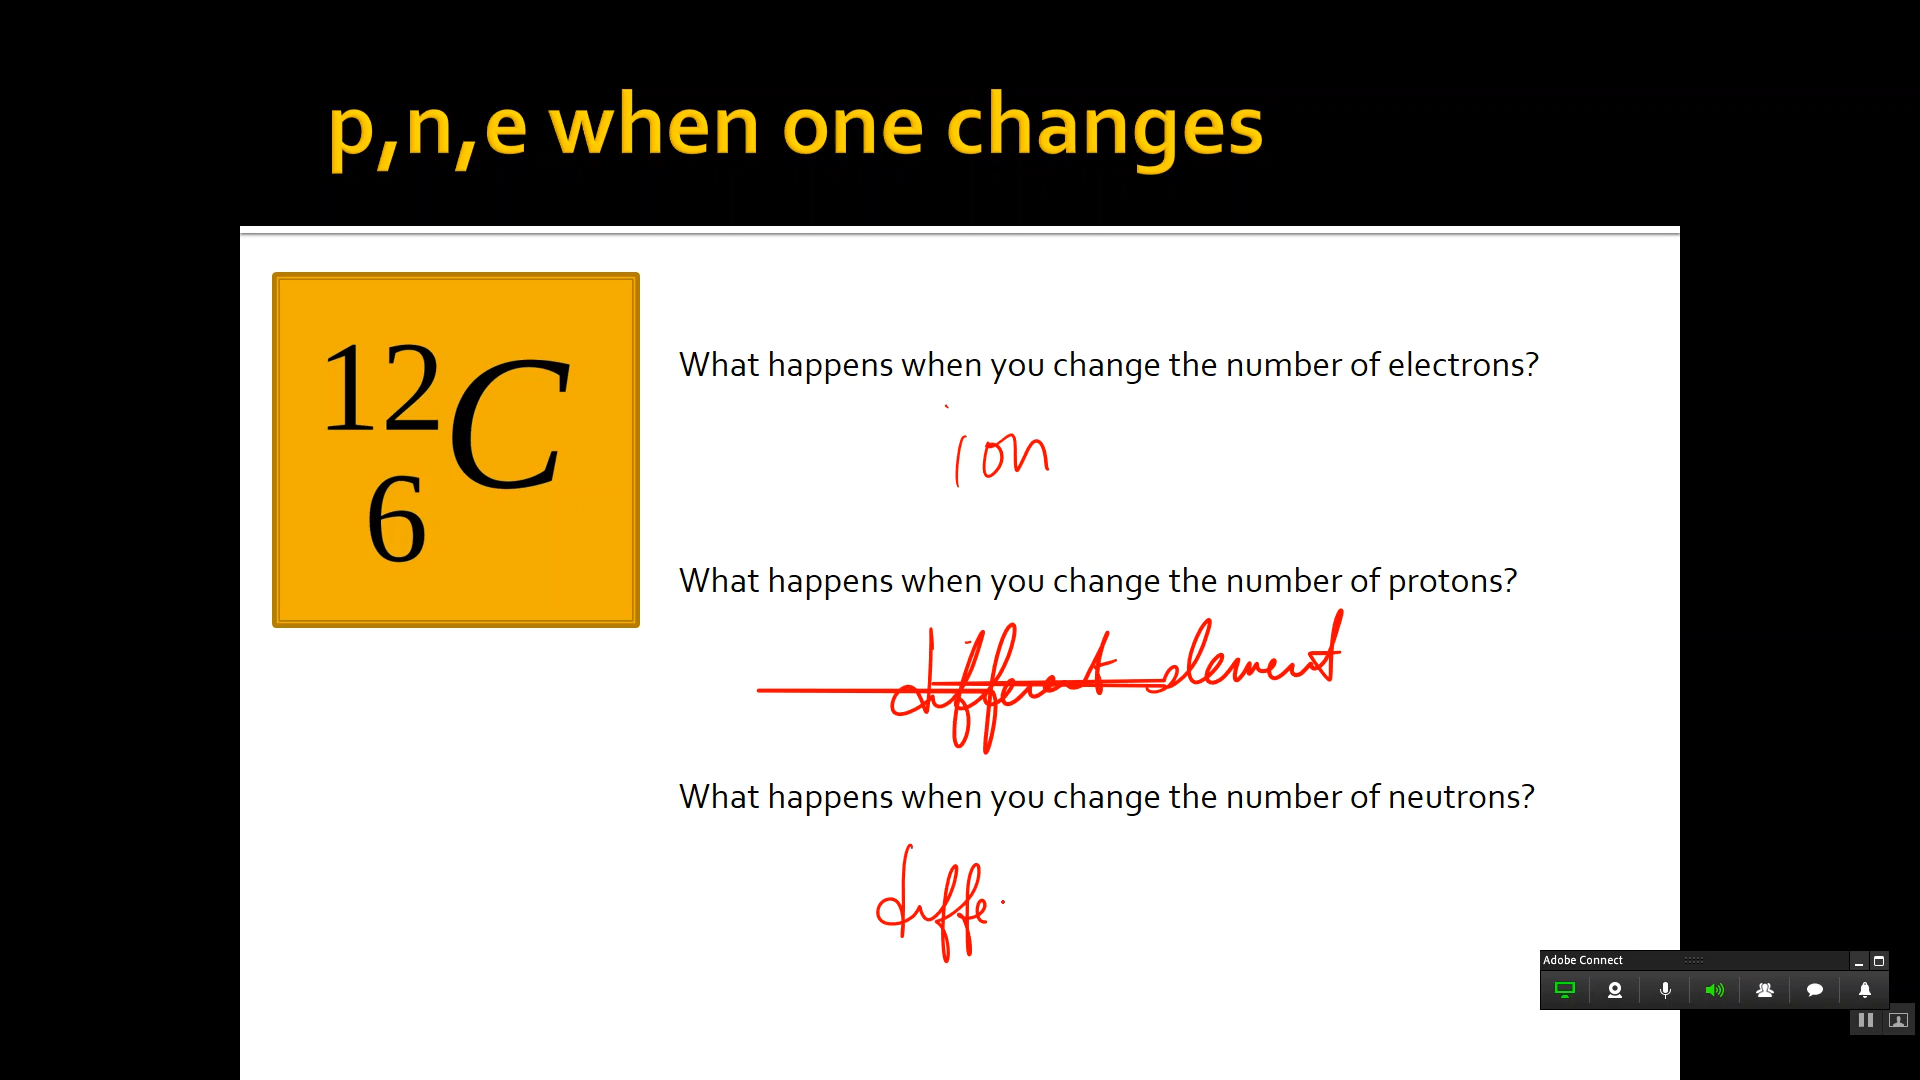 p,n,e when one changes
12
C
6
What happens when you change the number of electrons?
ion
What happens when you change the number of protons?
different element
What happens when you change the number of neutrons?
diffe
Adobe Connect